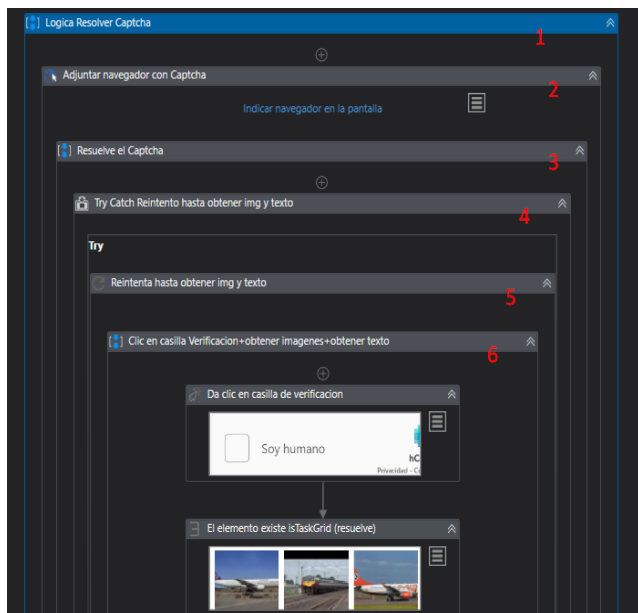 Logica Resolver Captcha
1
Adjuntar navegador con Captcha
2
Indicar navegador en la pantalla
Resuelve el Captcha
3
Try Catch Reintento hasta obtener img y texto
4
Try
Reintenta hasta obtener img y texto
5
Clic en casilla Verificacion+obtener imagenes+obtener texto
6
Da clic en casilla de verificacion
Soy humano
hC
Privacidad - Co
El elemento existe isTaskGrid (resuelve)